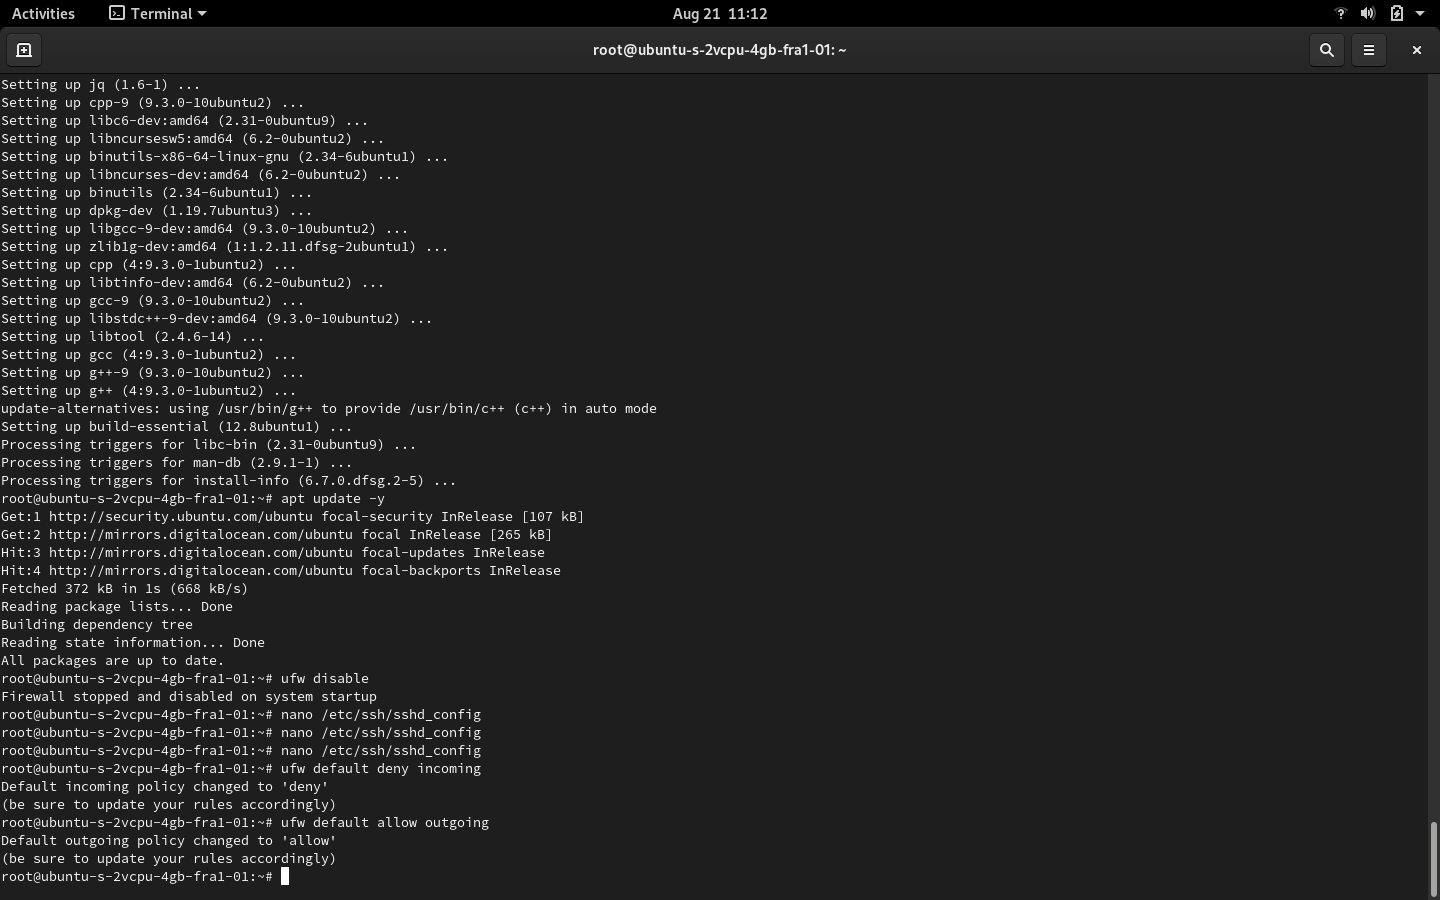 Activities Terminal Aug 21 11:12
root@ubuntu-s-2vcpu-4gb-fra1-01: ~
Setting up jq (1.6-1) ...
Setting up cpp-9 (9.3.0-10ubuntu2) ...
Setting up libc6-dev:amd64 (2.31-0ubuntu9) ...
Setting up libncursesw5:amd64 (6.2-0ubuntu2) ...
Setting up binutils-x86-64-linux-gnu (2.34-6ubuntu1) ...
Setting up libncurses-dev:amd64 (6.2-0ubuntu2) ...
Setting up binutils (2.34-6ubuntu1) ...
Setting up dpkg-dev (1.19.7ubuntu3) ...
Setting up libgcc-9-dev:amd64 (9.3.0-10ubuntu2) ...
Setting up zlib1g-dev:amd64 (1:1.2.11.dfsg-2ubuntu1) ...
Setting up cpp (4:9.3.0-1ubuntu2) ...
Setting up libtinfo-dev:amd64 (6.2-0ubuntu2) ...
Setting up gcc-9 (9.3.0-10ubuntu2) ...
Setting up libstdc++-9-dev:amd64 (9.3.0-10ubuntu2) ...
Setting up libtool (2.4.6-14) ...
Setting up gcc (4:9.3.0-1ubuntu2) ...
Setting up g++-9 (9.3.0-10ubuntu2) ...
Setting up g++ (4:9.3.0-1ubuntu2) ...
update-alternatives: using /usr/bin/g++ to provide /usr/bin/c++ (c++) in auto mode
Setting up build-essential (12.8ubuntu1) ...
Processing triggers for libc-bin (2.31-0ubuntu9) ...
Processing triggers for man-db (2.9.1-1) ...
Processing triggers for install-info (6.7.0.dfsg.2-5) ...
root@ubuntu-s-2vcpu-4gb-fra1-01:~# apt update -y
Get:1 http://security.ubuntu.com/ubuntu focal-security InRelease [107 kB]
Get:2 http://mirrors.digitalocean.com/ubuntu focal InRelease [265 kB]
Hit:3 http://mirrors.digitalocean.com/ubuntu focal-updates InRelease
Hit:4 http://mirrors.digitalocean.com/ubuntu focal-backports InRelease
Fetched 372 kB in 1s (668 kB/s)
Reading package lists... Done
Building dependency tree
Reading state information... Done
All packages are up to date.
root@ubuntu-s-2vcpu-4gb-fra1-01:~# ufw disable
Firewall stopped and disabled on system startup
root@ubuntu-s-2vcpu-4gb-fra1-01:~# nano /etc/ssh/sshd_config
root@ubuntu-s-2vcpu-4gb-fra1-01:~# nano /etc/ssh/sshd_config
root@ubuntu-s-2vcpu-4gb-fra1-01:~# nano /etc/ssh/sshd_config
root@ubuntu-s-2vcpu-4gb-fra1-01:~# ufw default deny incoming
Default incoming policy changed to 'deny'
(be sure to update your rules accordingly)
root@ubuntu-s-2vcpu-4gb-fra1-01:~# ufw default allow outgoing
Default outgoing policy changed to 'allow'
(be sure to update your rules accordingly)
root@ubuntu-s-2vcpu-4gb-fra1-01:~#